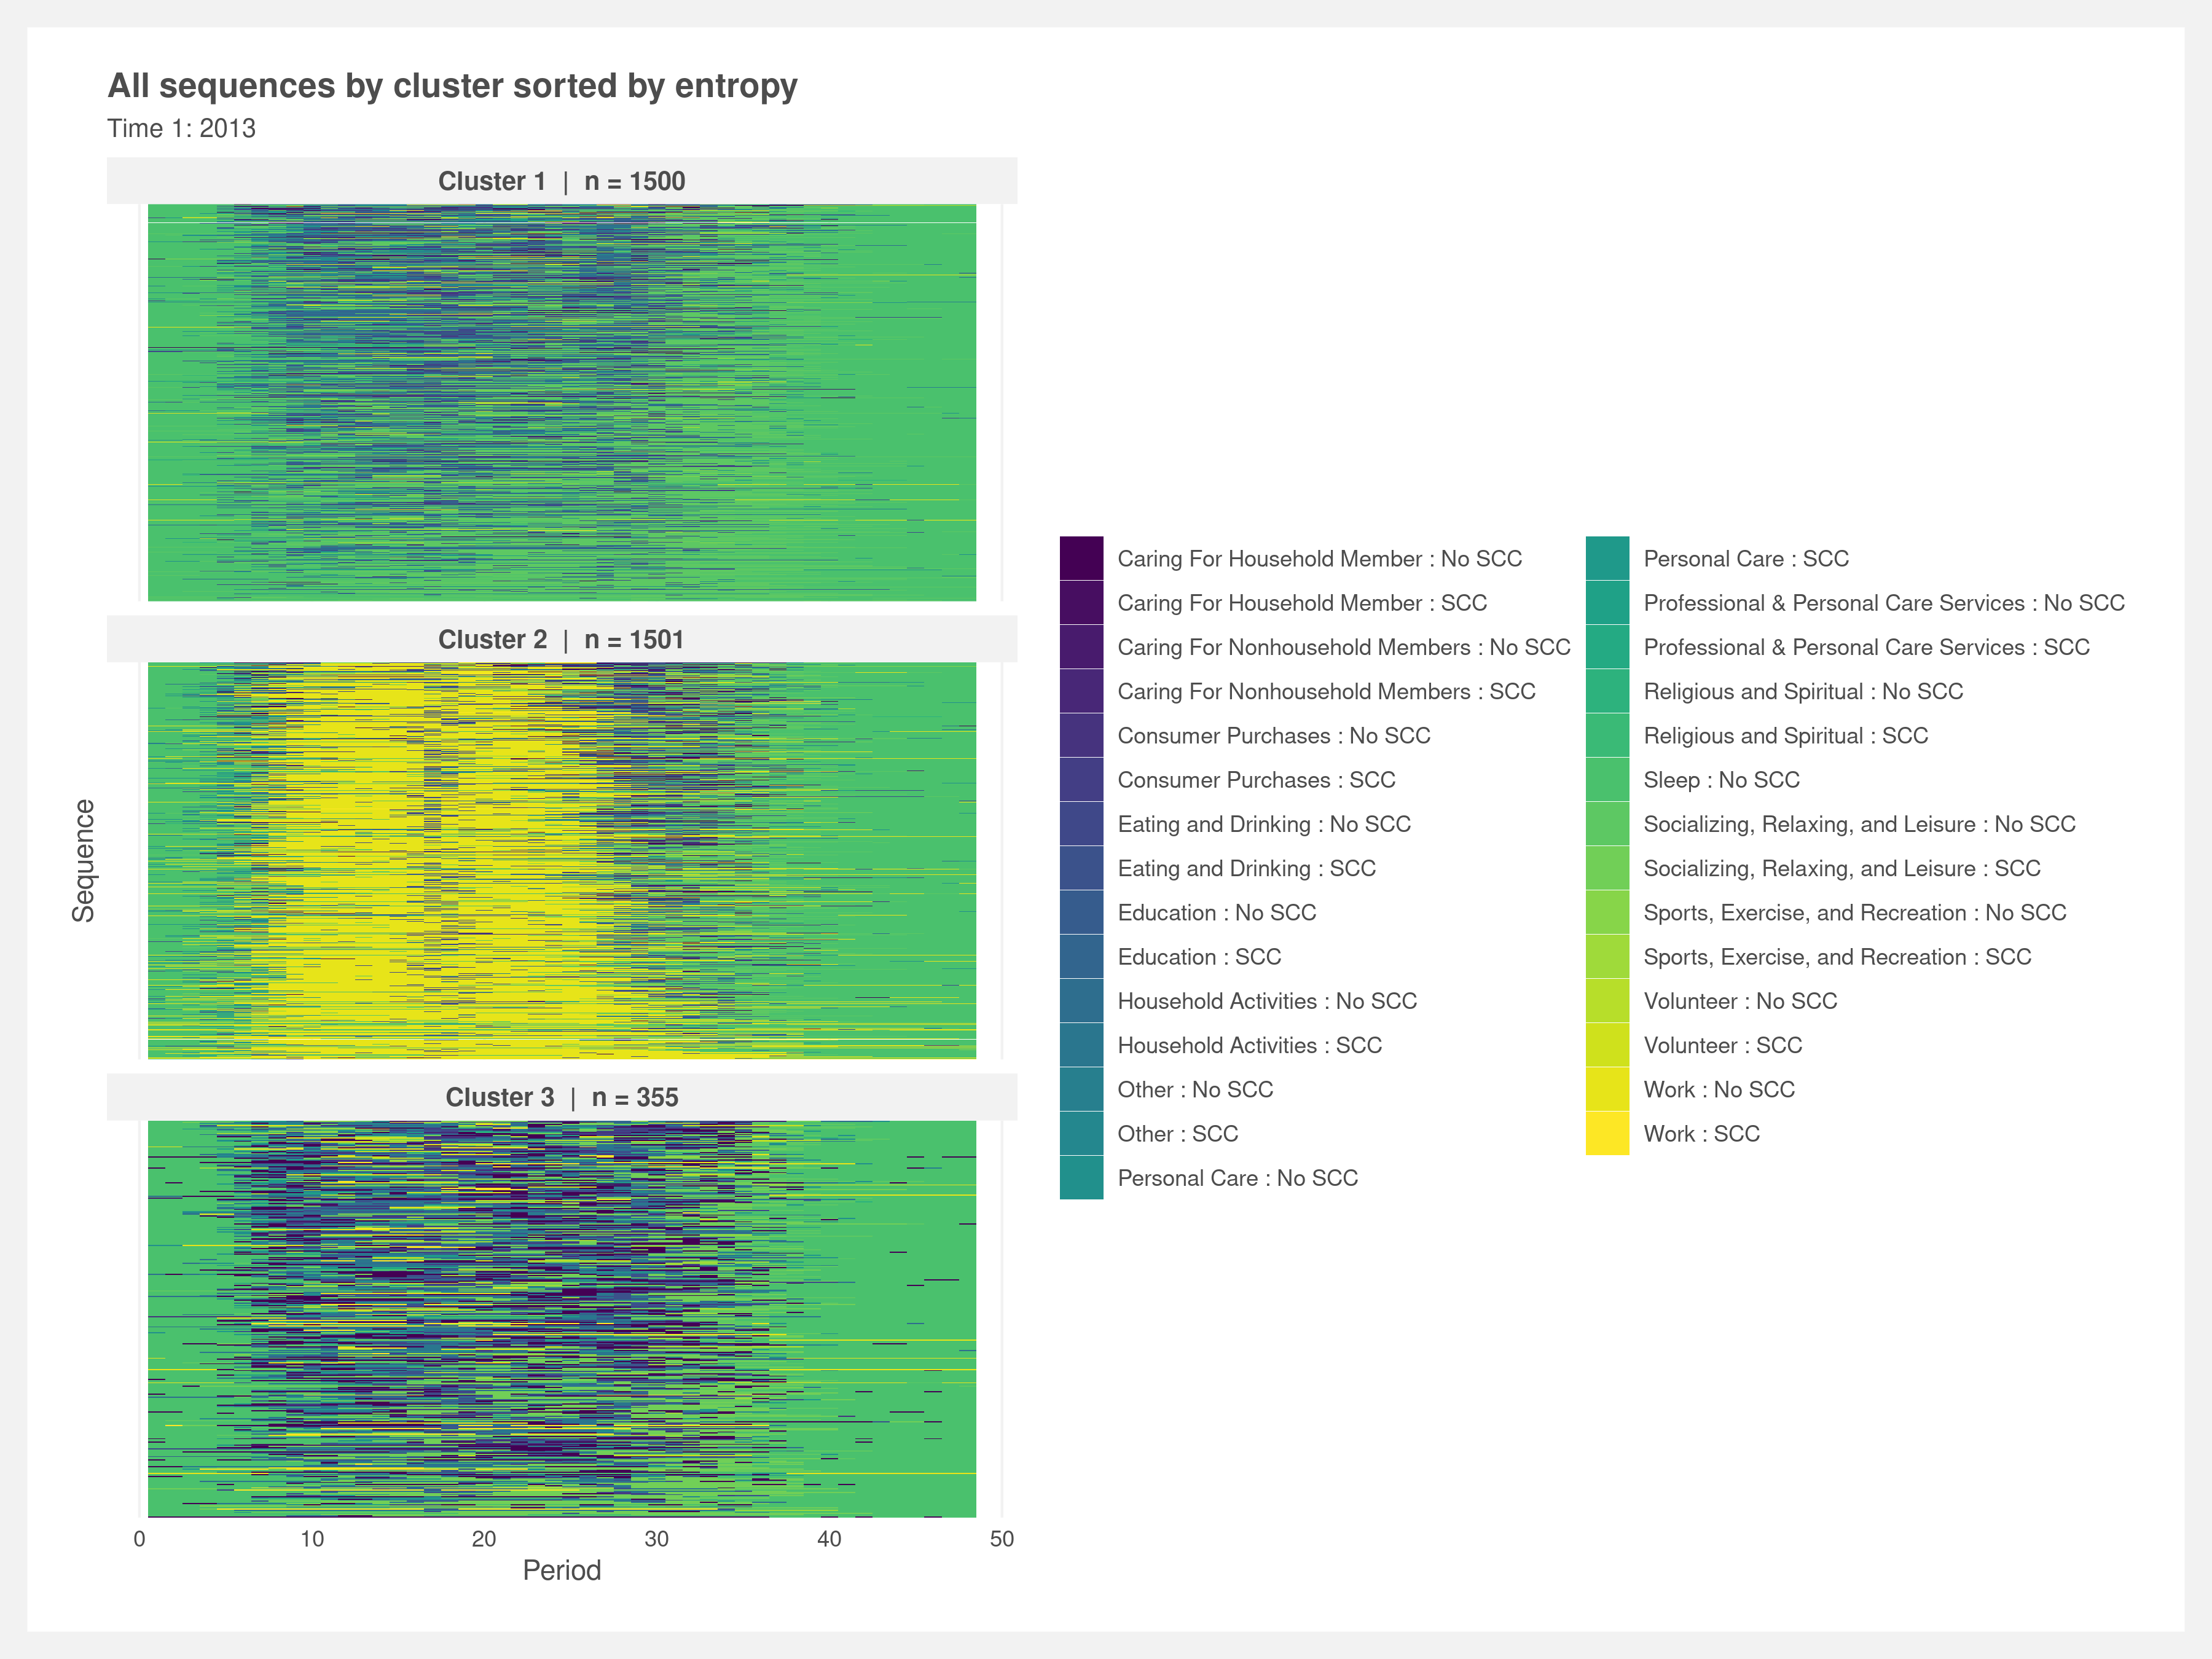 All sequences by cluster sorted by entropy
Time 1: 2013
Cluster 1 | n = 1500
Cluster 2 | n = 1501
Cluster 3 | n = 355
Sequence
0 10 20 30 40 50
Period
Caring For Household Member : No SCC
Caring For Household Member : SCC
Caring For Nonhousehold Members : No SCC
Caring For Nonhousehold Members : SCC
Consumer Purchases : No SCC
Consumer Purchases : SCC
Eating and Drinking : No SCC
Eating and Drinking : SCC
Education : No SCC
Education : SCC
Household Activities : No SCC
Household Activities : SCC
Other : No SCC
Other : SCC
Personal Care : No SCC
Personal Care : SCC
Professional & Personal Care Services : No SCC
Professional & Personal Care Services : SCC
Religious and Spiritual : No SCC
Religious and Spiritual : SCC
Sleep : No SCC
Socializing, Relaxing, and Leisure : No SCC
Socializing, Relaxing, and Leisure : SCC
Sports, Exercise, and Recreation : No SCC
Sports, Exercise, and Recreation : SCC
Volunteer : No SCC
Volunteer : SCC
Work : No SCC
Work : SCC